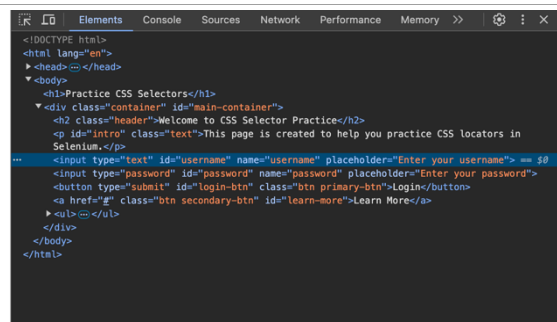 Elements Console Sources Network Performance Memory
<!DOCTYPE html>
<html lang="en">
<head>…</head>
<body>
<h1>Practice CSS Selectors</h1>
<div class="container" id="main-container">
<h2 class="header">Welcome to CSS Selector Practice</h2>
<p id="intro" class="text">This page is created to help you practice CSS locators in
Selenium.</p>
<input type="text" id="username" name="username" placeholder="Enter your username"> == $0
<input type="password" id="password" name="password" placeholder="Enter your password">
<button type="submit" id="login-btn" class="btn primary-btn">Login</button>
<a href="#" class="btn secondary-btn" id="learn-more">Learn More</a>
<ul>…</ul>
</div>
</body>
</html>